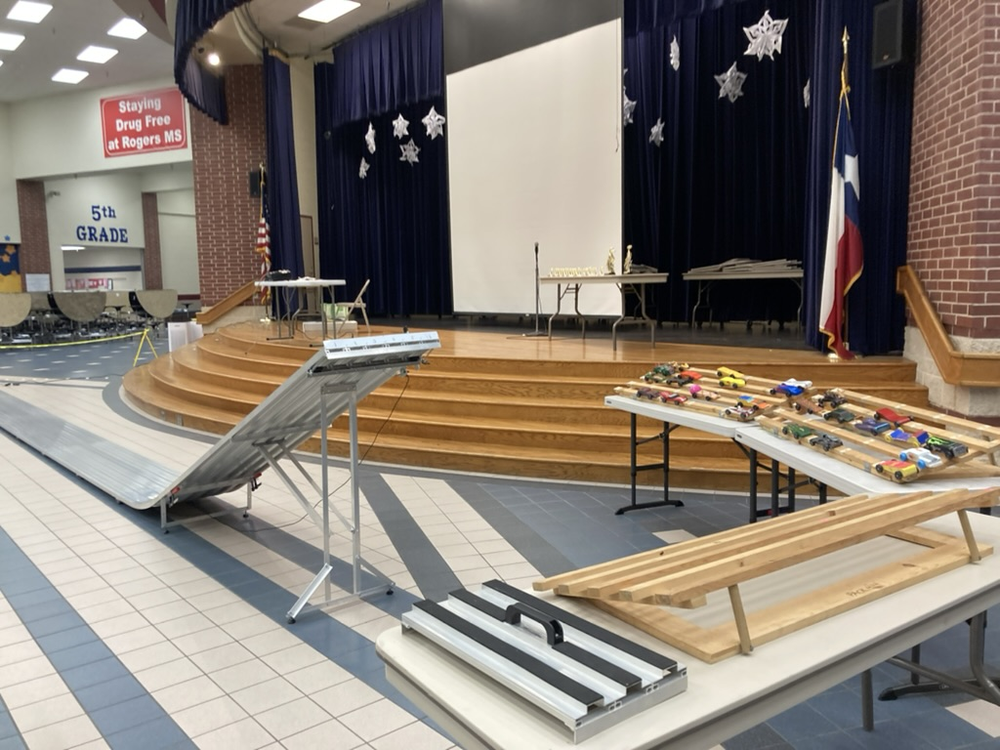 Staying
Drug Free
at Rogers MS
5th
GRADE